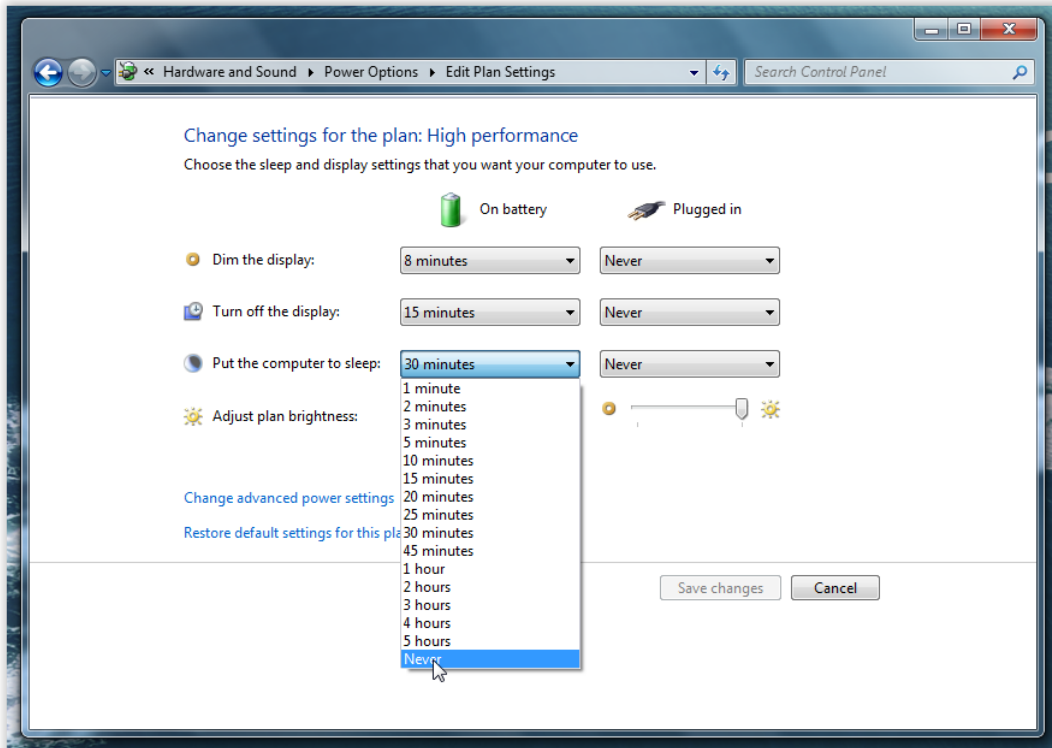 « Hardware and Sound ▸ Power Options ▸ Edit Plan Settings
Search Control Panel
Change settings for the plan: High performance
Choose the sleep and display settings that you want your computer to use.
On battery Plugged in
Dim the display: 8 minutes Never
Turn off the display: 15 minutes Never
Put the computer to sleep: 30 minutes Never
1 minute
2 minutes
3 minutes
Adjust plan brightness:
5 minutes
10 minutes
15 minutes
Change advanced power settings
20 minutes
25 minutes
Restore default settings for this pla
30 minutes
45 minutes
1 hour
2 hours
3 hours
4 hours
5 hours
Never
Save changes Cancel